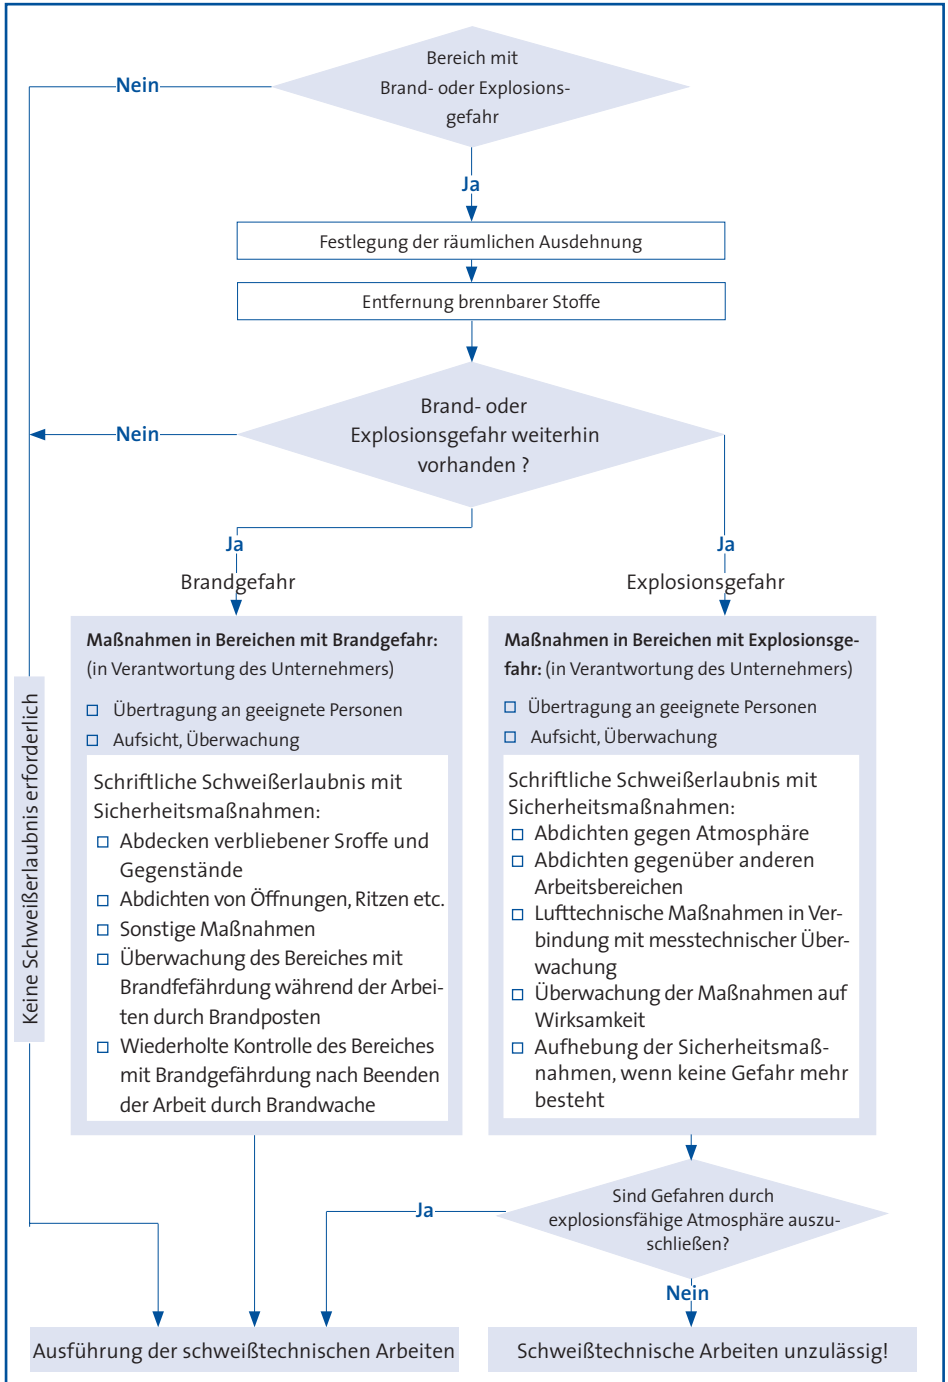 Bereich mit
Brand- oder Explosions-
gefahr
Nein
Ja
Festlegung der räumlichen Ausdehnung
Entfernung brennbarer Stoffe
Brand- oder
Explosionsgefahr weiterhin
vorhanden ?
Nein
Ja
Brandgefahr
Ja
Explosionsgefahr
Keine Schweißerlaubnis erforderlich
Maßnahmen in Bereichen mit Brandgefahr:
(in Verantwortung des Unternehmers)
☐ Übertragung an geeignete Personen
☐ Aufsicht, Überwachung
Schriftliche Schweißerlaubnis mit
Sicherheitsmaßnahmen:
☐ Abdecken verbliebener Sroffe und
Gegenstände
☐ Abdichten von Öffnungen, Ritzen etc.
☐ Sonstige Maßnahmen
☐ Überwachung des Bereiches mit
Brandfefährdung während der Arbei-
ten durch Brandposten
☐ Wiederholte Kontrolle des Bereiches
mit Brandgefährdung nach Beenden
der Arbeit durch Brandwache
Maßnahmen in Bereichen mit Explosionsge-
fahr: (in Verantwortung des Unternehmers)
☐ Übertragung an geeignete Personen
☐ Aufsicht, Überwachung
Schriftliche Schweißerlaubnis mit
Sicherheitsmaßnahmen:
☐ Abdichten gegen Atmosphäre
☐ Abdichten gegenüber anderen
Arbeitsbereichen
☐ Lufttechnische Maßnahmen in Ver-
bindung mit messtechnischer Über-
wachung
☐ Überwachung der Maßnahmen auf
Wirksamkeit
☐ Aufhebung der Sicherheitsmaß-
nahmen, wenn keine Gefahr mehr
besteht
Sind Gefahren durch
explosionsfähige Atmosphäre auszu-
schließen?
Ja
Nein
Ausführung der schweißtechnischen Arbeiten
Schweißtechnische Arbeiten unzulässig!